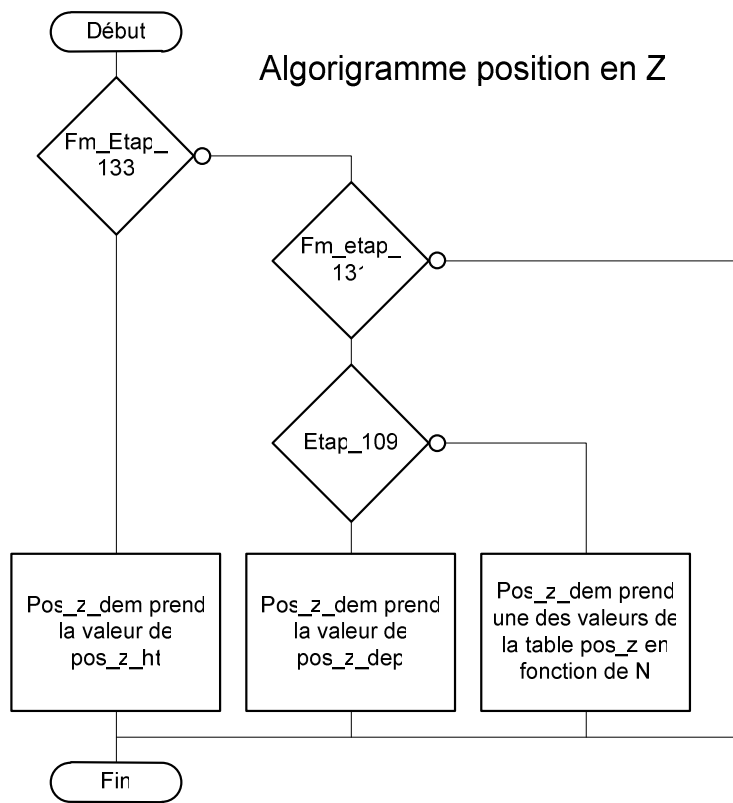 Début
Algorigramme position en Z
Fm_Etap_
133
Fm_etap_
Etap_109
Pos_z_dem prend
la valeur de
pos_z_ht
Pos_z_dem prend
la valeur de
pos_z_dep
Pos_z_dem prend
une des valeurs de
la table pos_z en
fonction de N
Fin